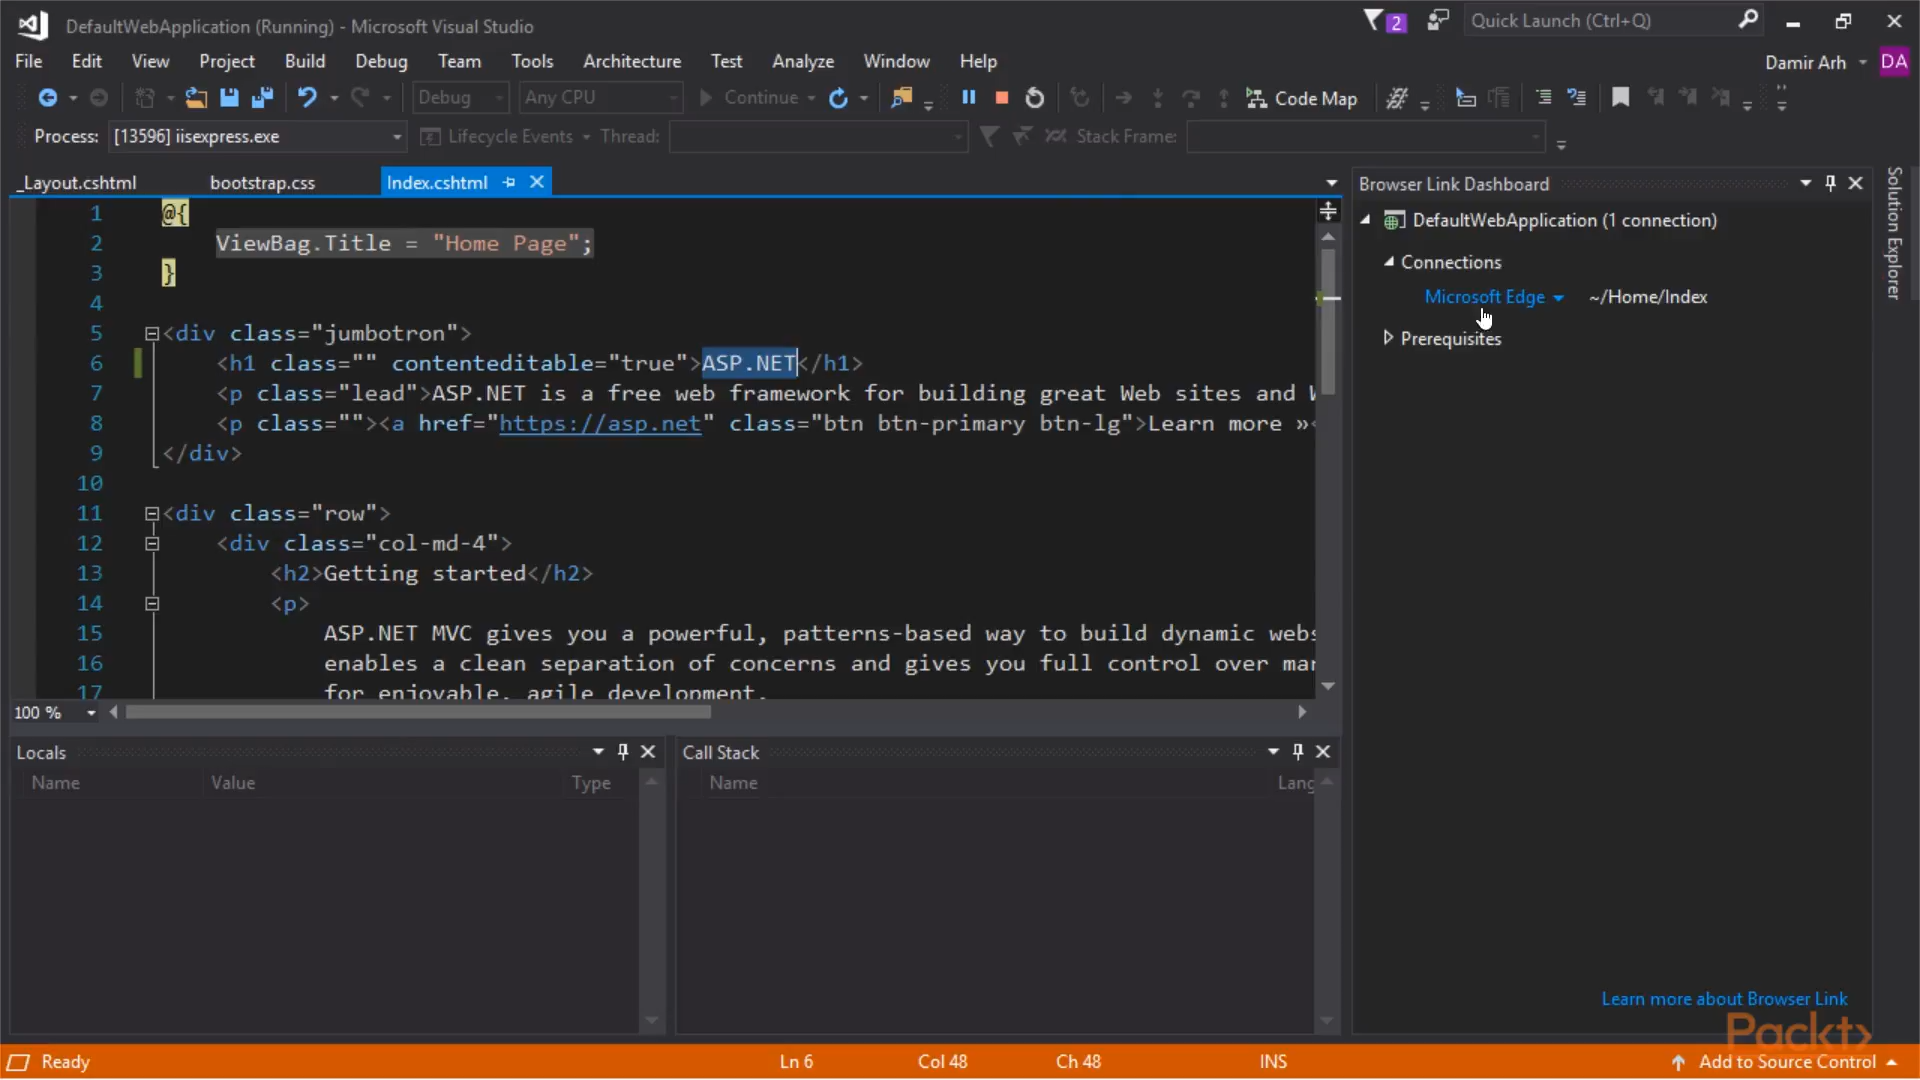 DefaultWebApplication (Running) - Microsoft Visual Studio
2
Quick Launch (Ctrl+Q)
File Edit View Project Build Debug Team Tools Architecture Test Analyze Window Help
Damir Arh DA
Debug Any CPU Continue Code Map
Process: [13596] iisexpress.exe Lifecycle Events Thread: Stack Frame:
_Layout.cshtml bootstrap.css Index.cshtml
1 @{
2 ViewBag.Title = "Home Page";
3 }
4
5 <div class="jumbotron">
6 <h1 class="" contenteditable="true">ASP.NET</h1>
7 <p class="lead">ASP.NET is a free web framework for building great Web sites and
8 <p class=""><a href="https://asp.net" class="btn btn-primary btn-lg">Learn more »
9 </div>
10
11 <div class="row">
12 <div class="col-md-4">
13 <h2>Getting started</h2>
14 <p>
15 ASP.NET MVC gives you a powerful, patterns-based way to build dynamic webs
16 enables a clean separation of concerns and gives you full control over mar
17 for enjoyable, agile development.
100 %
Browser Link Dashboard
DefaultWebApplication (1 connection)
Connections
Microsoft Edge ~/Home/Index
Prerequisites
Learn more about Browser Link
Solution Explorer
Locals
Name Value Type
Call Stack
Name Lang
Packt>
Ready Ln 6 Col 48 Ch 48 INS Add to Source Control